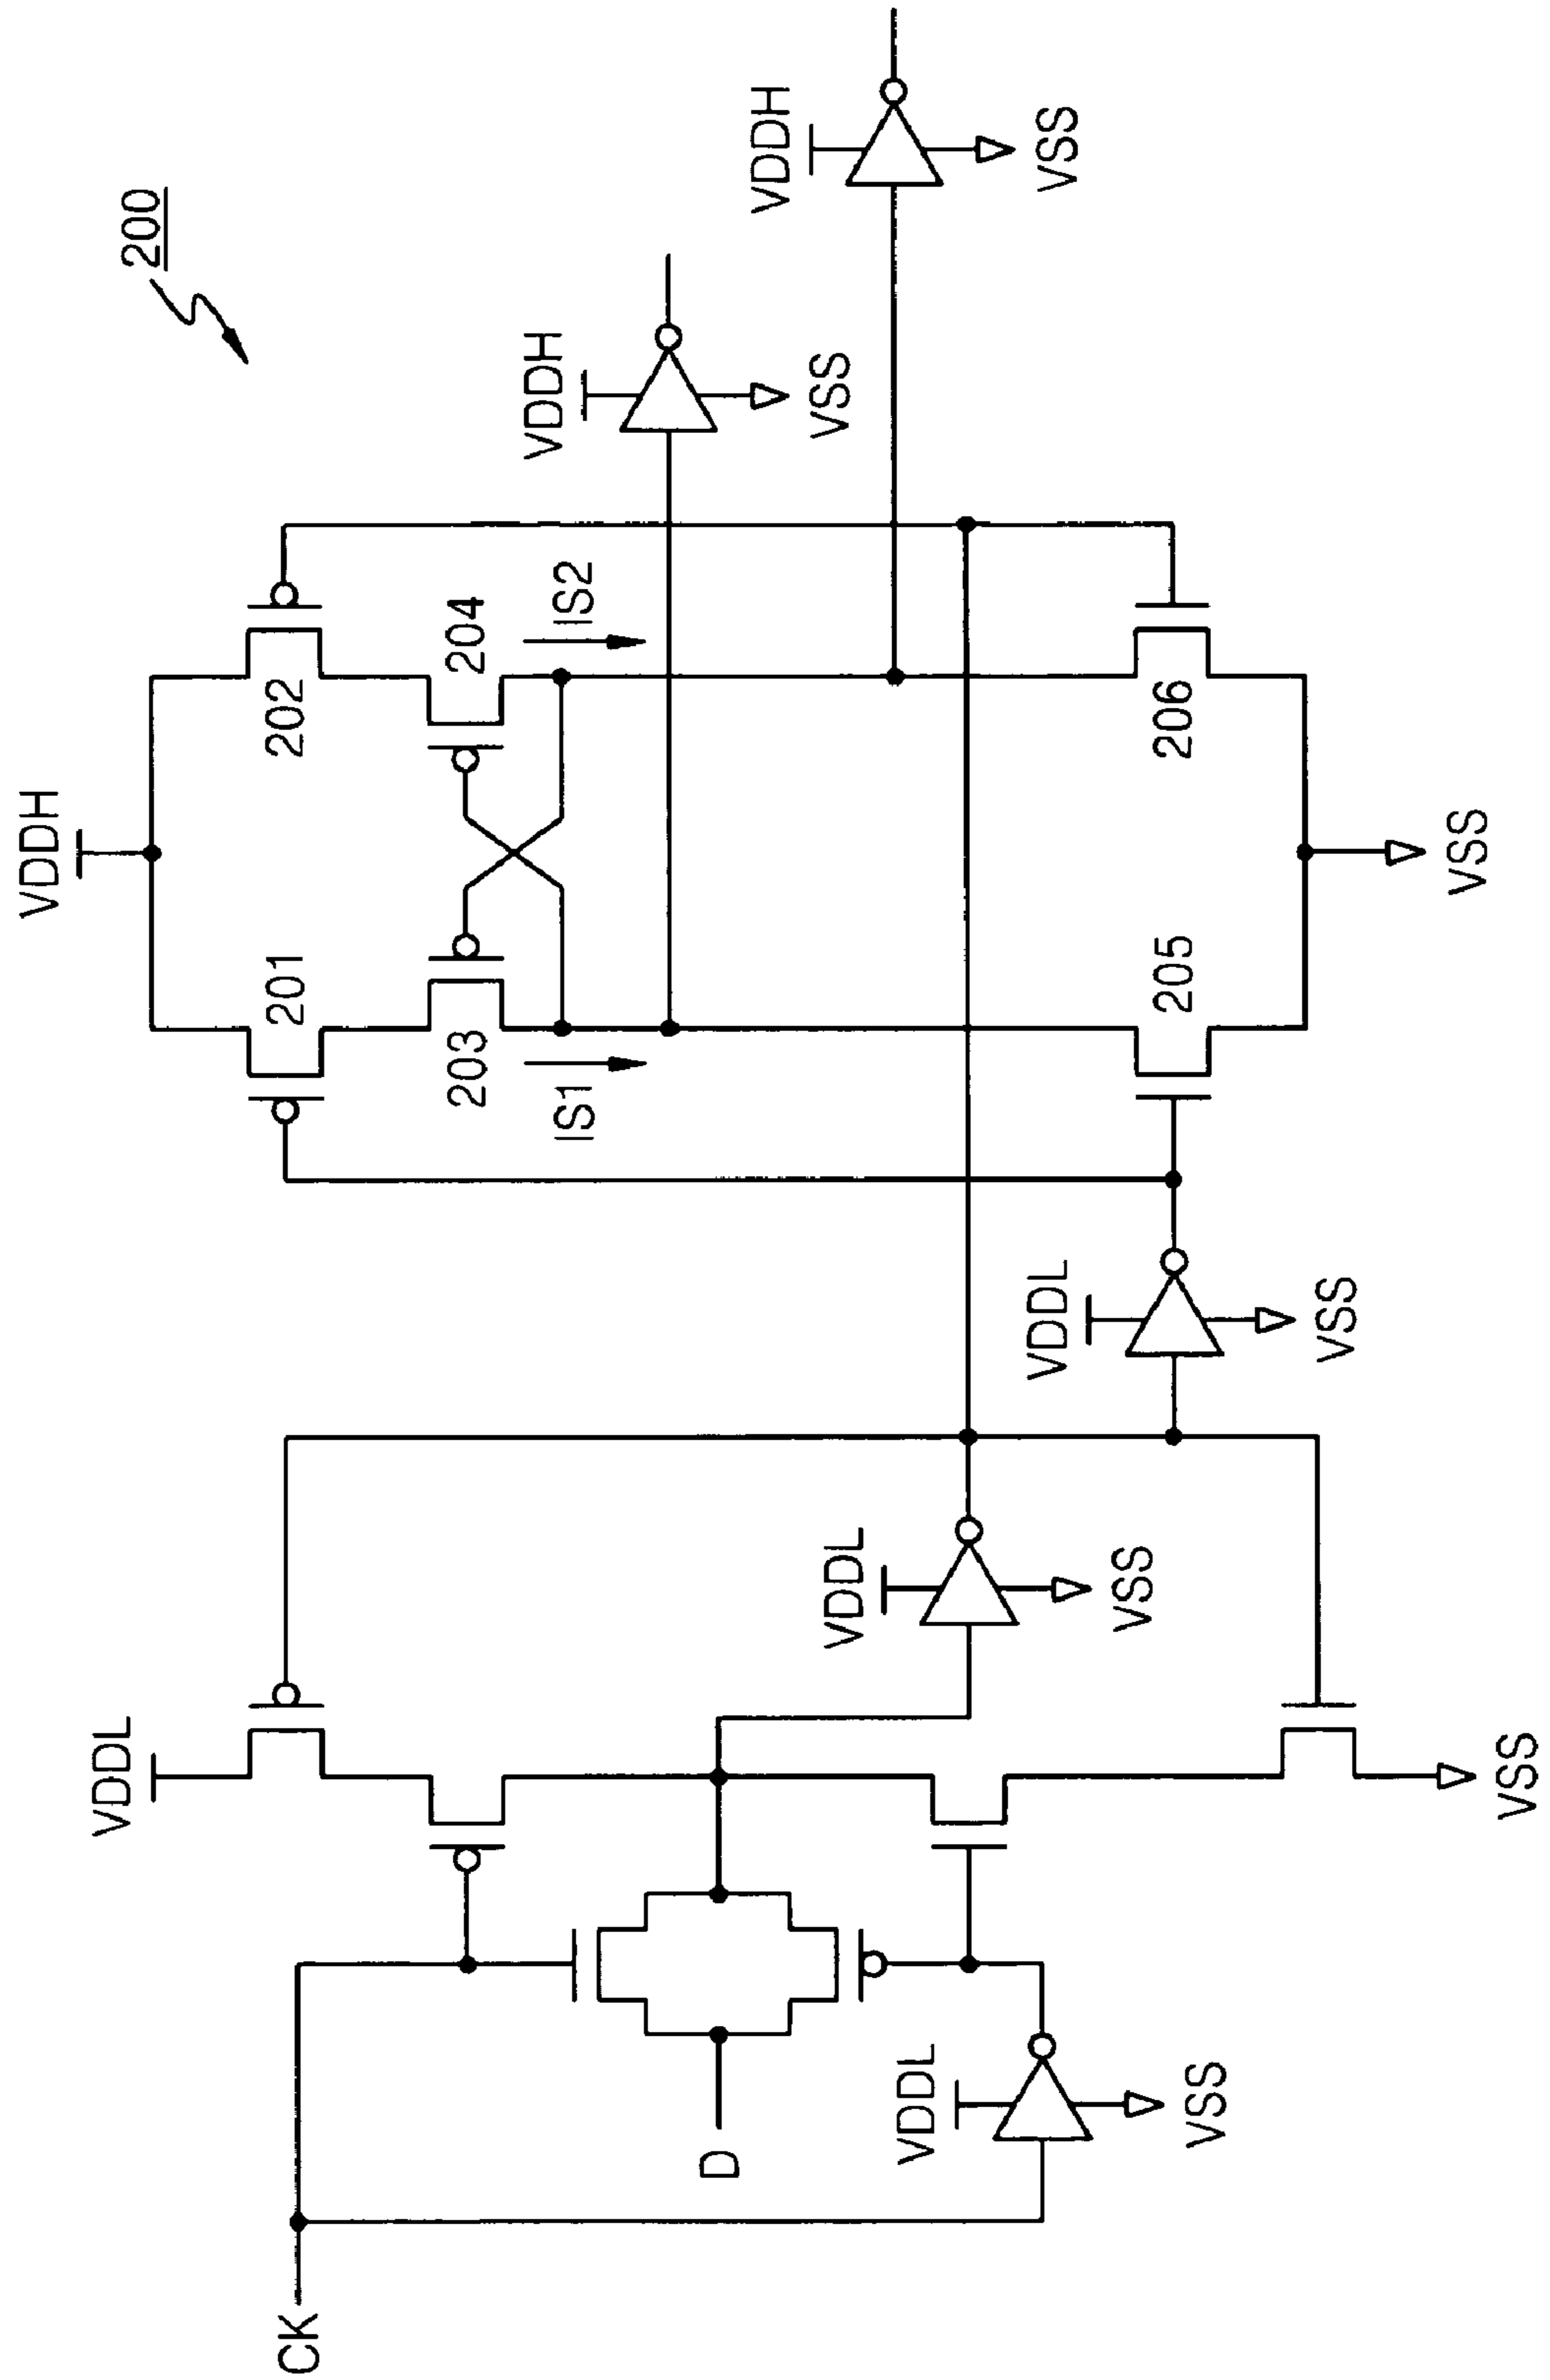 200
VDDH
201
202
203
204
IS1
IS2
205
206
VSS
VDDH
VSS
VDDH
VSS
VDDL
VSS
VDDL
VSS
VDDL
VSS
VDDL
VSS
D
CK